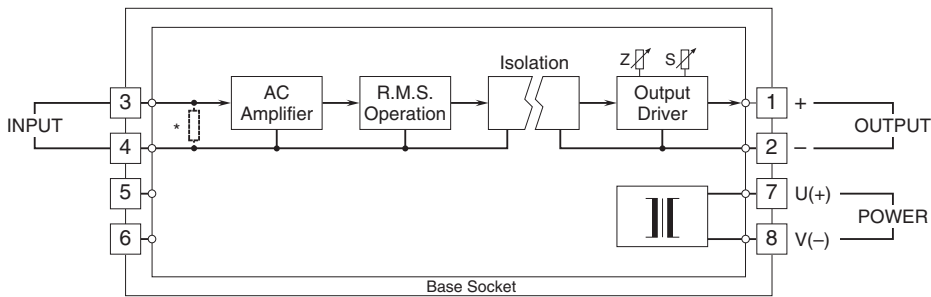 Isolation
Z S
3
AC
Amplifier
R.M.S.
Operation
Output
Driver
1 +
INPUT
*
OUTPUT
4
2 –
5
7 U(+)
POWER
6
8 V(–)
Base Socket